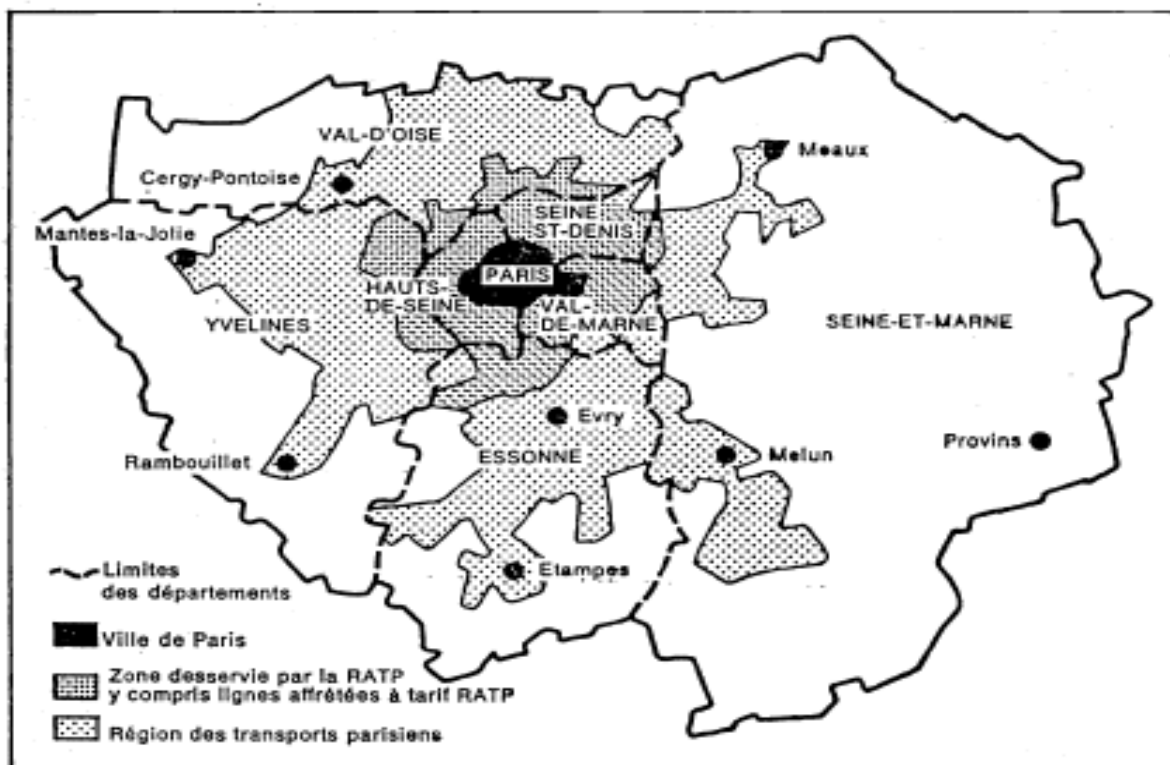 VAL-D'OISE
Meaux
Cergy-Pontoise
SEINE
ST-DENIS
Mantes-la-Jolie
PARIS
HAUTS-
DE-SEINE
VAL-
DE-MARNE
YVELINES
SEINE-ET-MARNE
Evry
Provins
Rambouillet
ESSONNE
Melun
Etampes
Limites
des départements
Ville de Paris
Zone desservie par la RATP
y compris lignes affrétées à tarif RATP
Région des transports parisiens